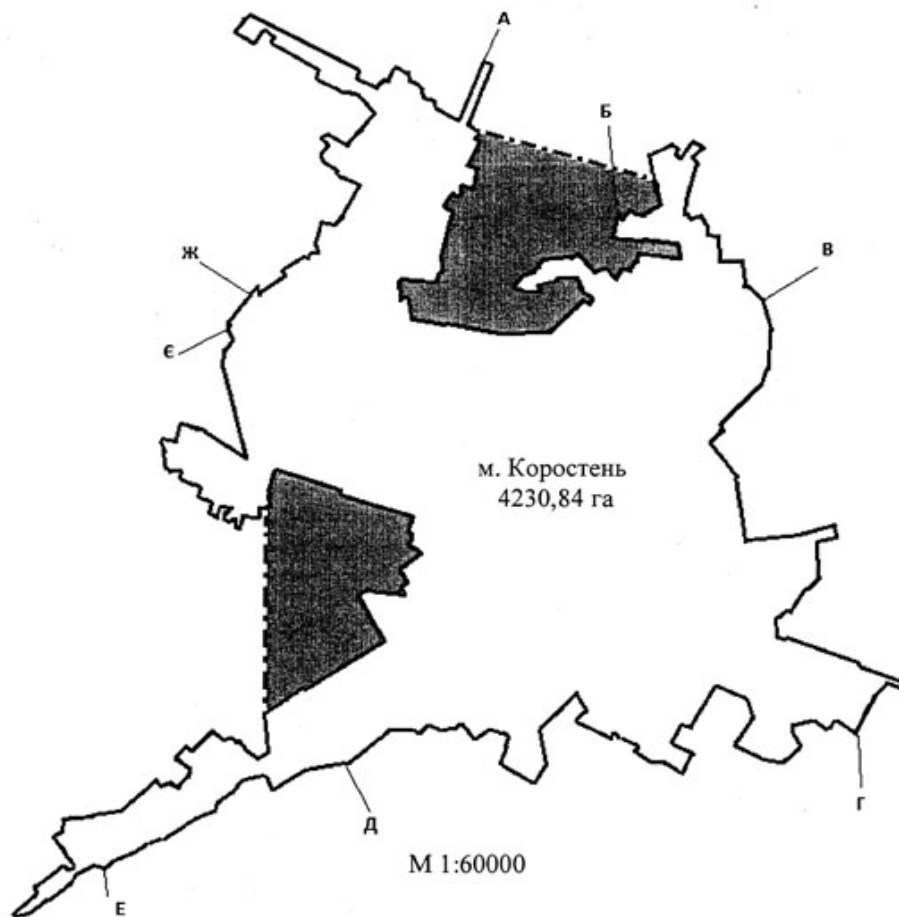 А
Б
В
Ж
Є
м. Коростень
4230,84 га
Г
Д
М 1:60000
Е